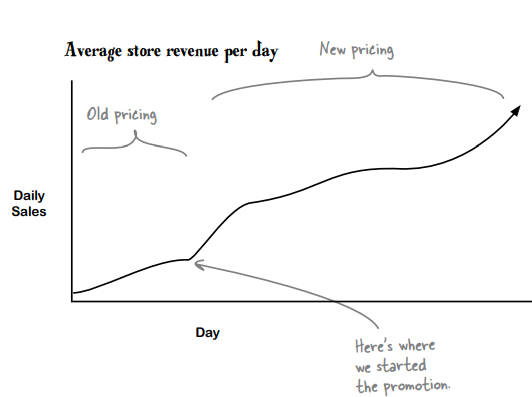 Average store revenue per day
New pricing
Old pricing
Daily
Sales
Day
Here's where
we started
the promotion.